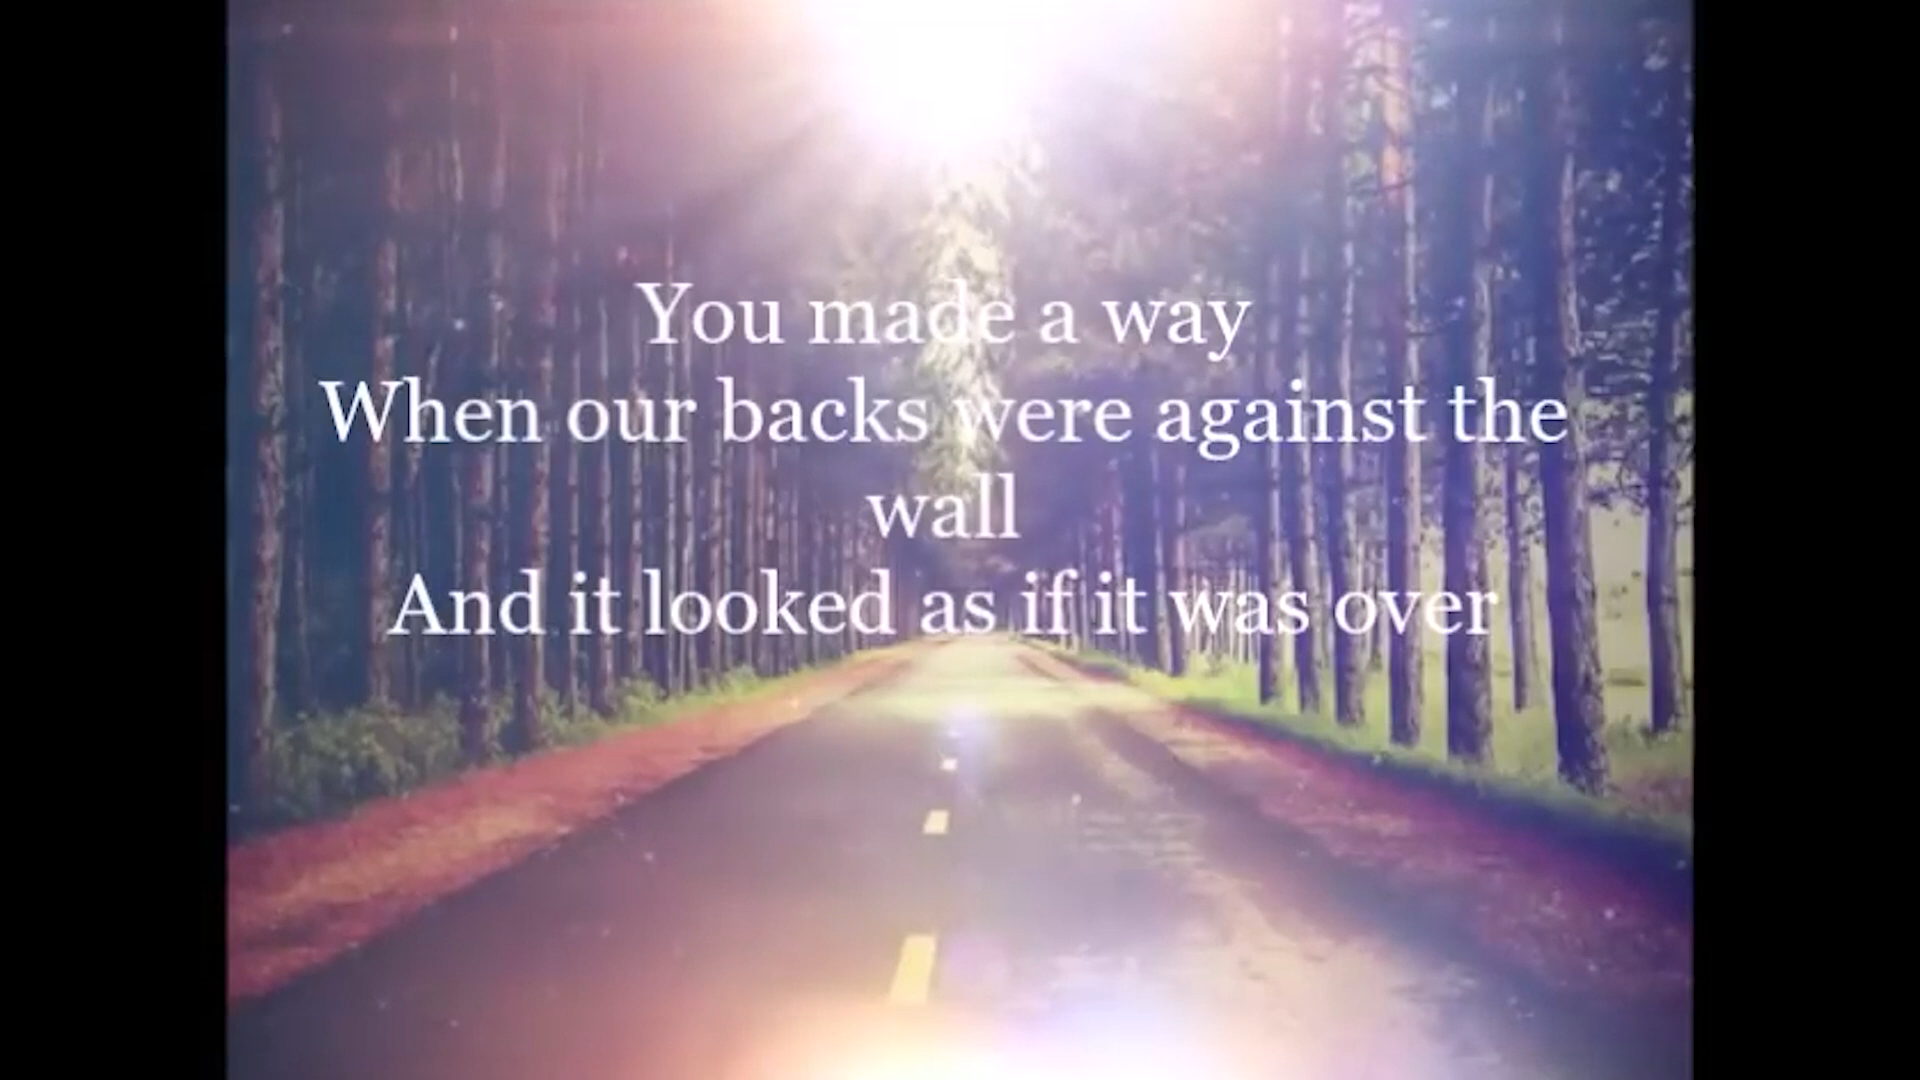 You made a way
When our backs were against the
wall
And it looked as if it was over